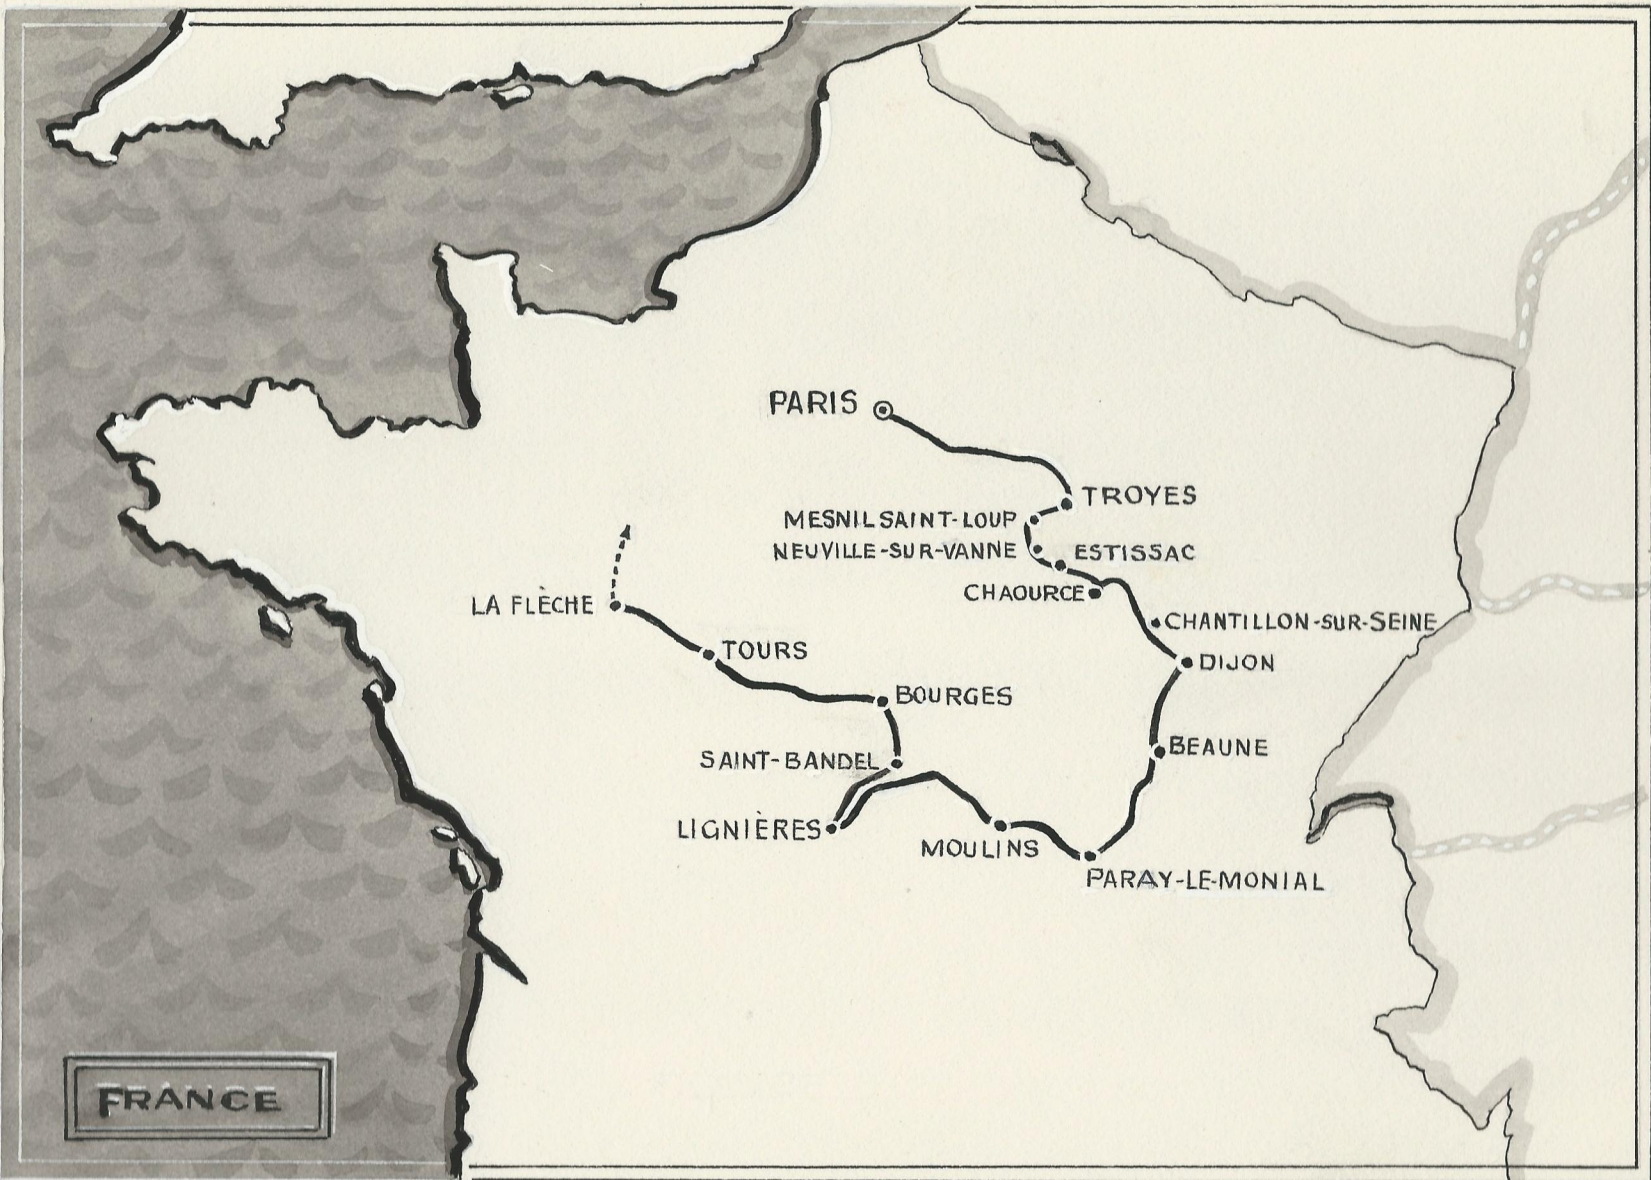 PARIS
TROYES
MESNIL SAINT-LOUP
NEUVILLE-SUR-VANNE
ESTISSAC
CHAOURCE
CHANTILLON-SUR-SEINE
LA FLÈCHE
TOURS
DIJON
BOURGES
BEAUNE
SAINT-BANDEL
LIGNIÈRES
MOULINS
PARAY-LE-MONIAL
FRANCE